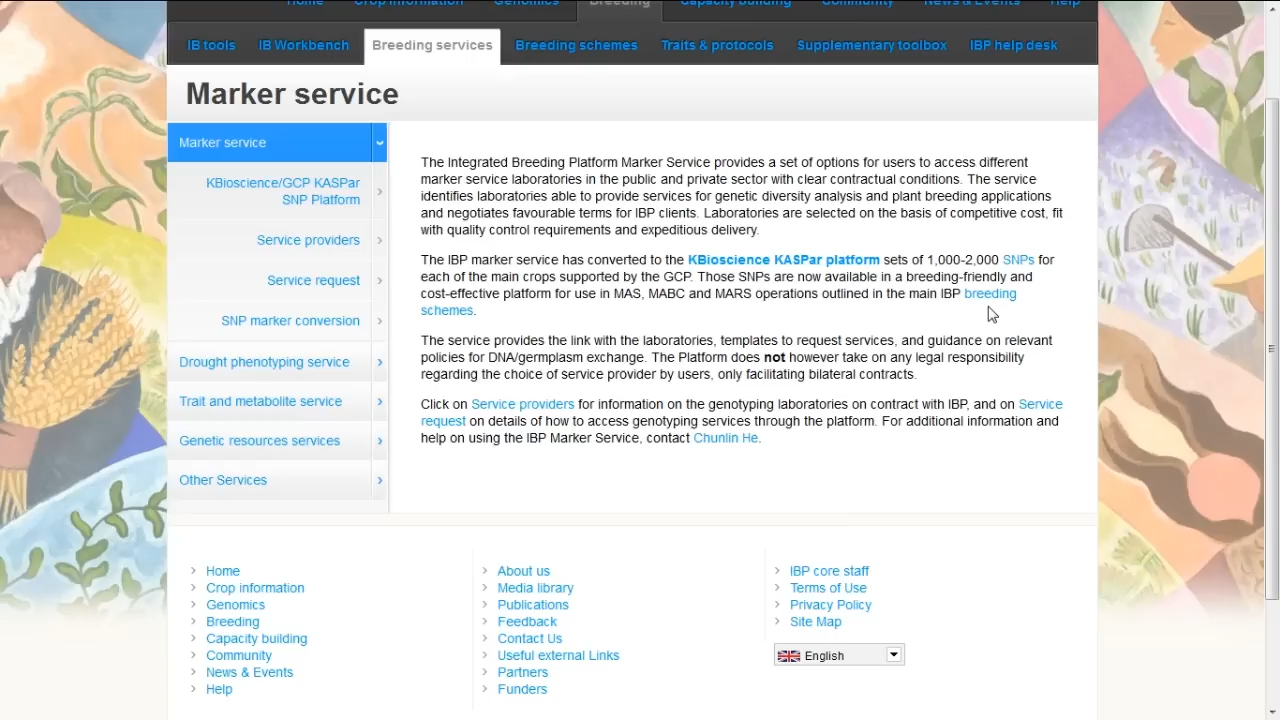 Home Crop information Genomics Breeding Capacity building Community News & Events Help
IB tools IB Workbench Breeding services Breeding schemes Traits & protocols Supplementary toolbox IBP help desk
Marker service
Marker service
KBioscience/GCP KASPar
SNP Platform
Service providers
Service request
SNP marker conversion
Drought phenotyping service
Trait and metabolite service
Genetic resources services
Other Services
The Integrated Breeding Platform Marker Service provides a set of options for users to access different
marker service laboratories in the public and private sector with clear contractual conditions. The service
identifies laboratories able to provide services for genetic diversity analysis and plant breeding applications
and negotiates favourable terms for IBP clients. Laboratories are selected on the basis of competitive cost, fit
with quality control requirements and expeditious delivery.
The IBP marker service has converted to the KBioscience KASPar platform sets of 1,000-2,000 SNPs for
each of the main crops supported by the GCP. Those SNPs are now available in a breeding-friendly and
cost-effective platform for use in MAS, MABC and MARS operations outlined in the main IBP breeding
schemes.
The service provides the link with the laboratories, templates to request services, and guidance on relevant
policies for DNA/germplasm exchange. The Platform does not however take on any legal responsibility
regarding the choice of service provider by users, only facilitating bilateral contracts.
Click on Service providers for information on the genotyping laboratories on contract with IBP, and on Service
request on details of how to access genotyping services through the platform. For additional information and
help on using the IBP Marker Service, contact Chunlin He.
Home
Crop information
Genomics
Breeding
Capacity building
Community
News & Events
Help
About us
Media library
Publications
Feedback
Contact Us
Useful external Links
Partners
Funders
IBP core staff
Terms of Use
Privacy Policy
Site Map
English